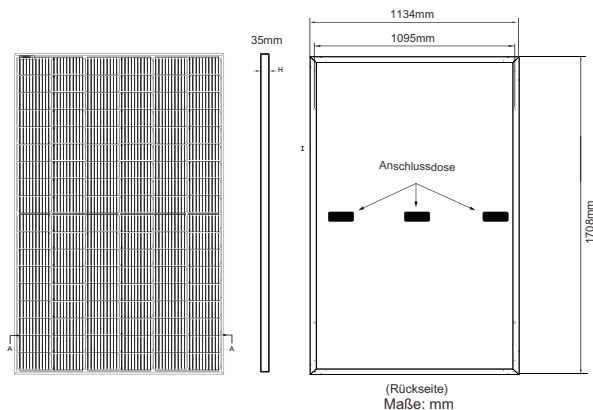 1134mm
1095mm
35mm
H
I
Anschlussdose
1708mm
A
A
(Rückseite)
Maße: mm